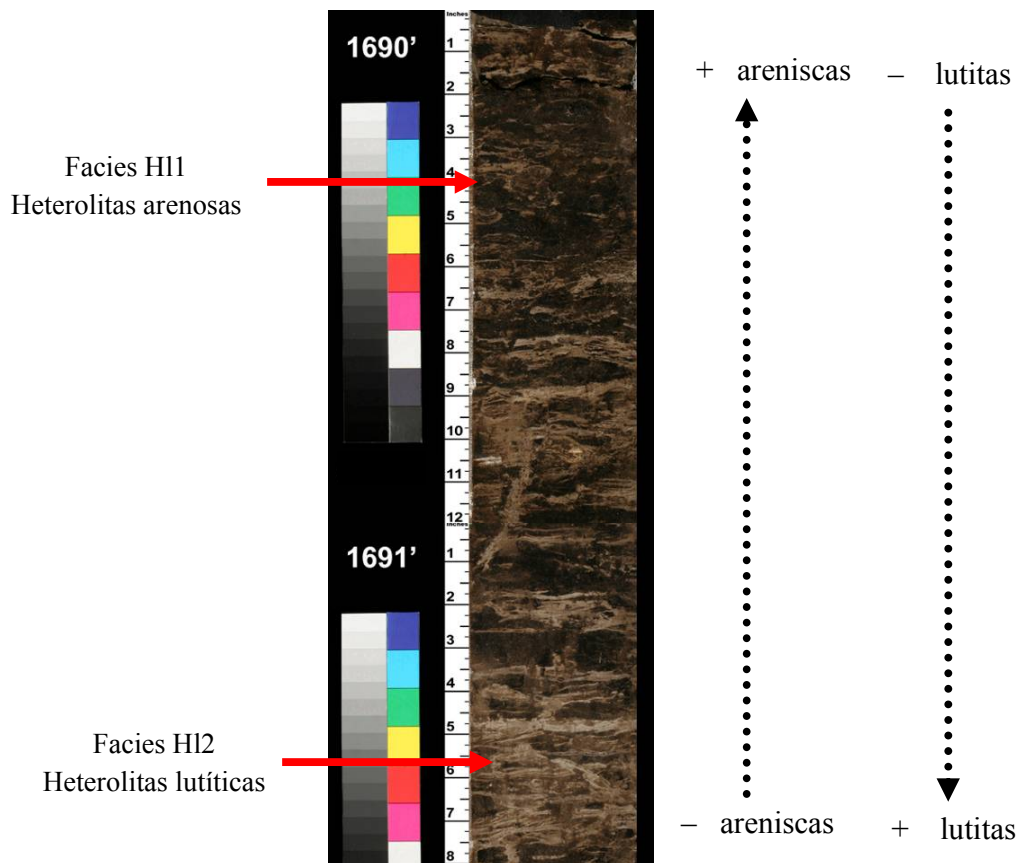 Inches
1690'
1
2
3
4
5
6
7
8
9
10
11
12
Inches
1691'
1
2
3
4
5
6
7
8
Facies Hl1
Heterolitas arenosas
Facies Hl2
Heterolitas lutíticas
+ areniscas – lutitas
– areniscas + lutitas